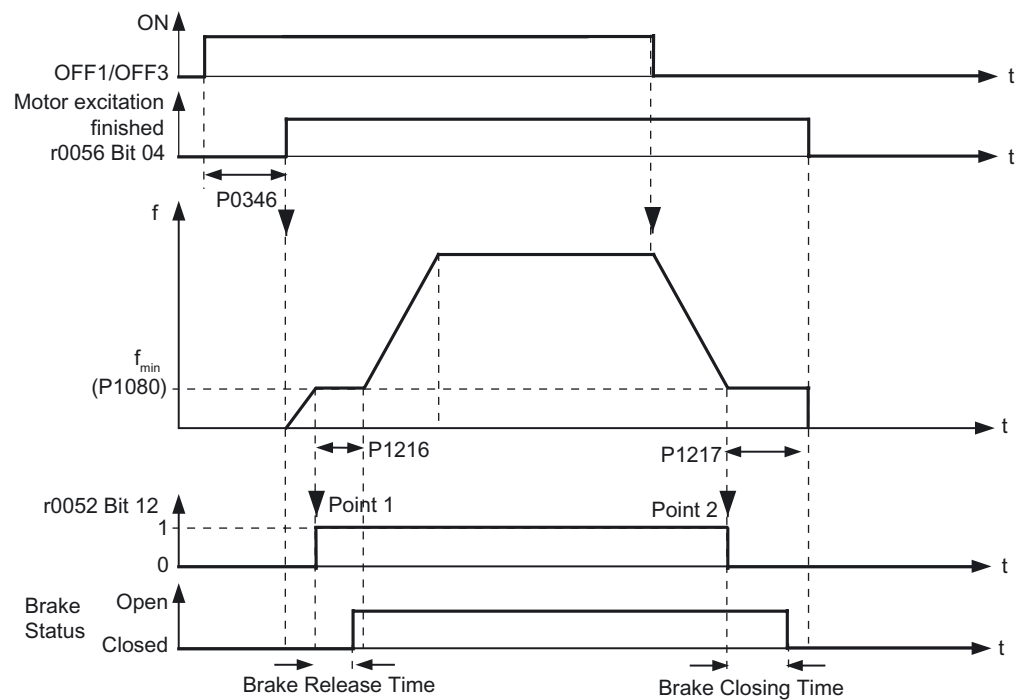 ON
OFF1/OFF3
t
Motor excitation
finished
r0056 Bit 04
t
P0346
f
fmin
(P1080)
t
P1216
P1217
r0052 Bit 12
Point 1
Point 2
1
0
t
Brake
Status
Open
Closed
t
Brake Release Time
Brake Closing Time